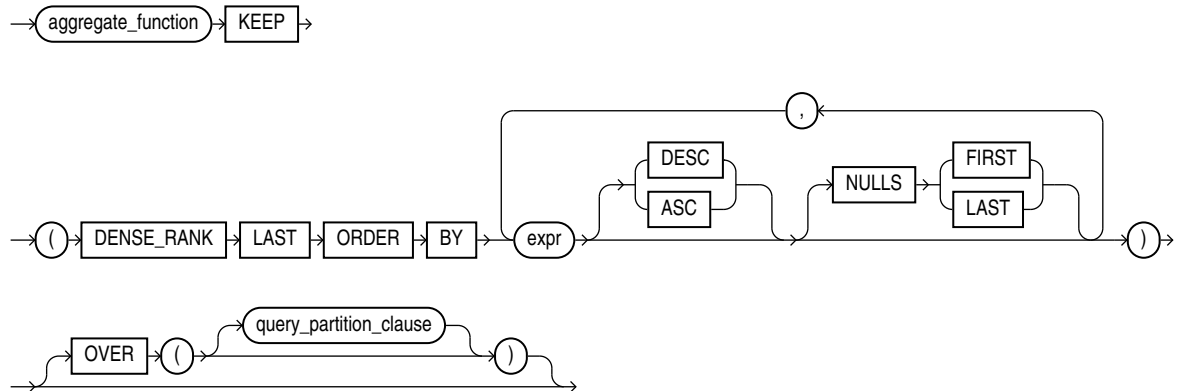 aggregate_function KEEP
,
DESC FIRST
NULLS
ASC LAST
( DENSE_RANK LAST ORDER BY expr )
query_partition_clause
OVER ( )